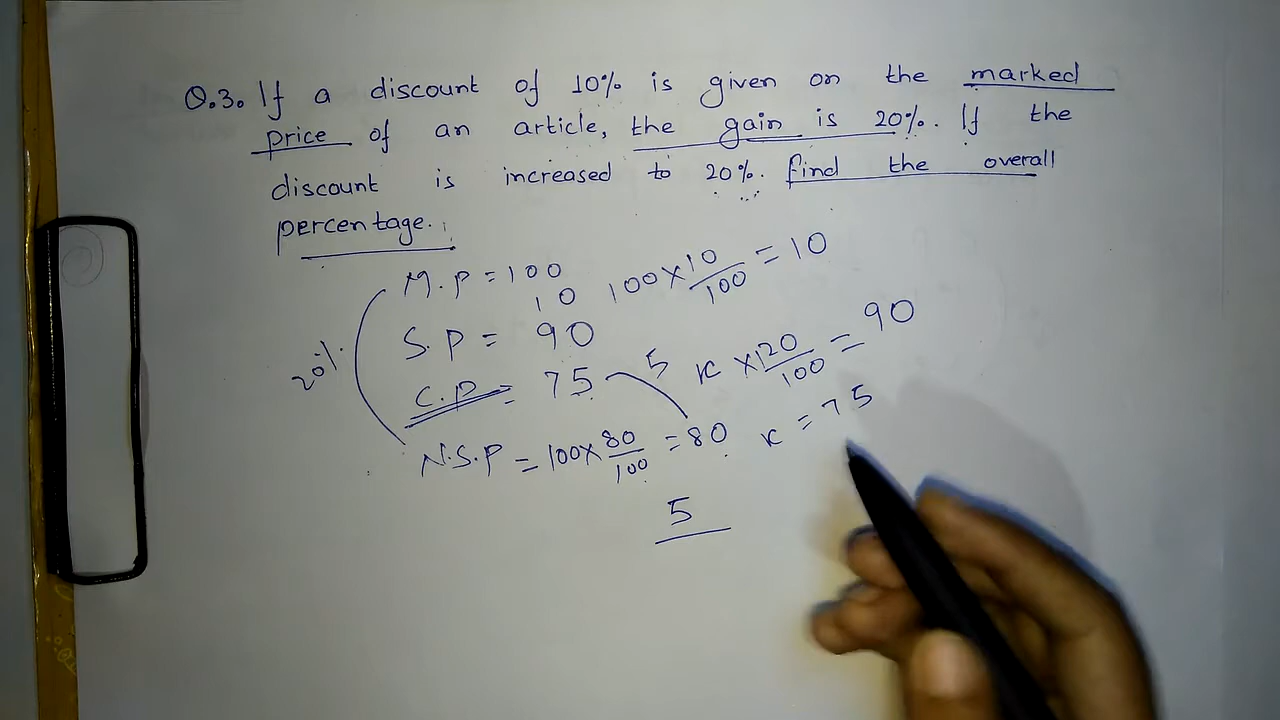 Q.3. If a discount of 10% is given on the marked
price of an article, the gain is 20%. If the
discount is increased to 20%. find the overall
percentage.
M.P = 100
10 100 × 10/100 = 10
S.P = 90
20%
C.P = 75 5 x × 120/100 = 90
N.S.P = 100 × 80/100 = 80 x = 75
5